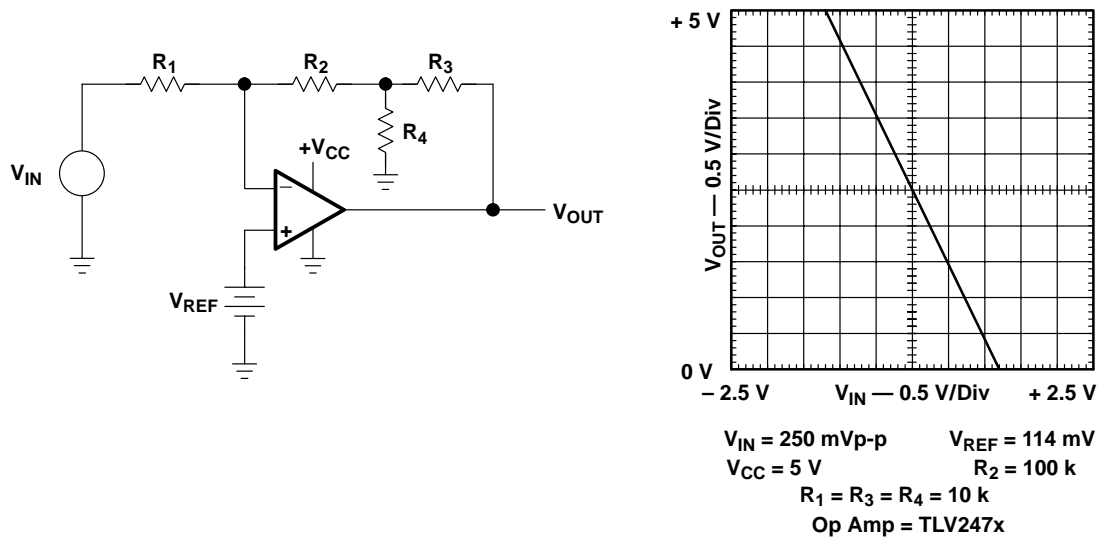 R1
R2
R3
R4
VIN
+VCC
–
+
VOUT
VREF
+ 5 V
VOUT — 0.5 V/Div
0 V
– 2.5 V
VIN — 0.5 V/Div
+ 2.5 V
VIN = 250 mVp-p VREF = 114 mV
VCC = 5 V R2 = 100 k
R1 = R3 = R4 = 10 k
Op Amp = TLV247x